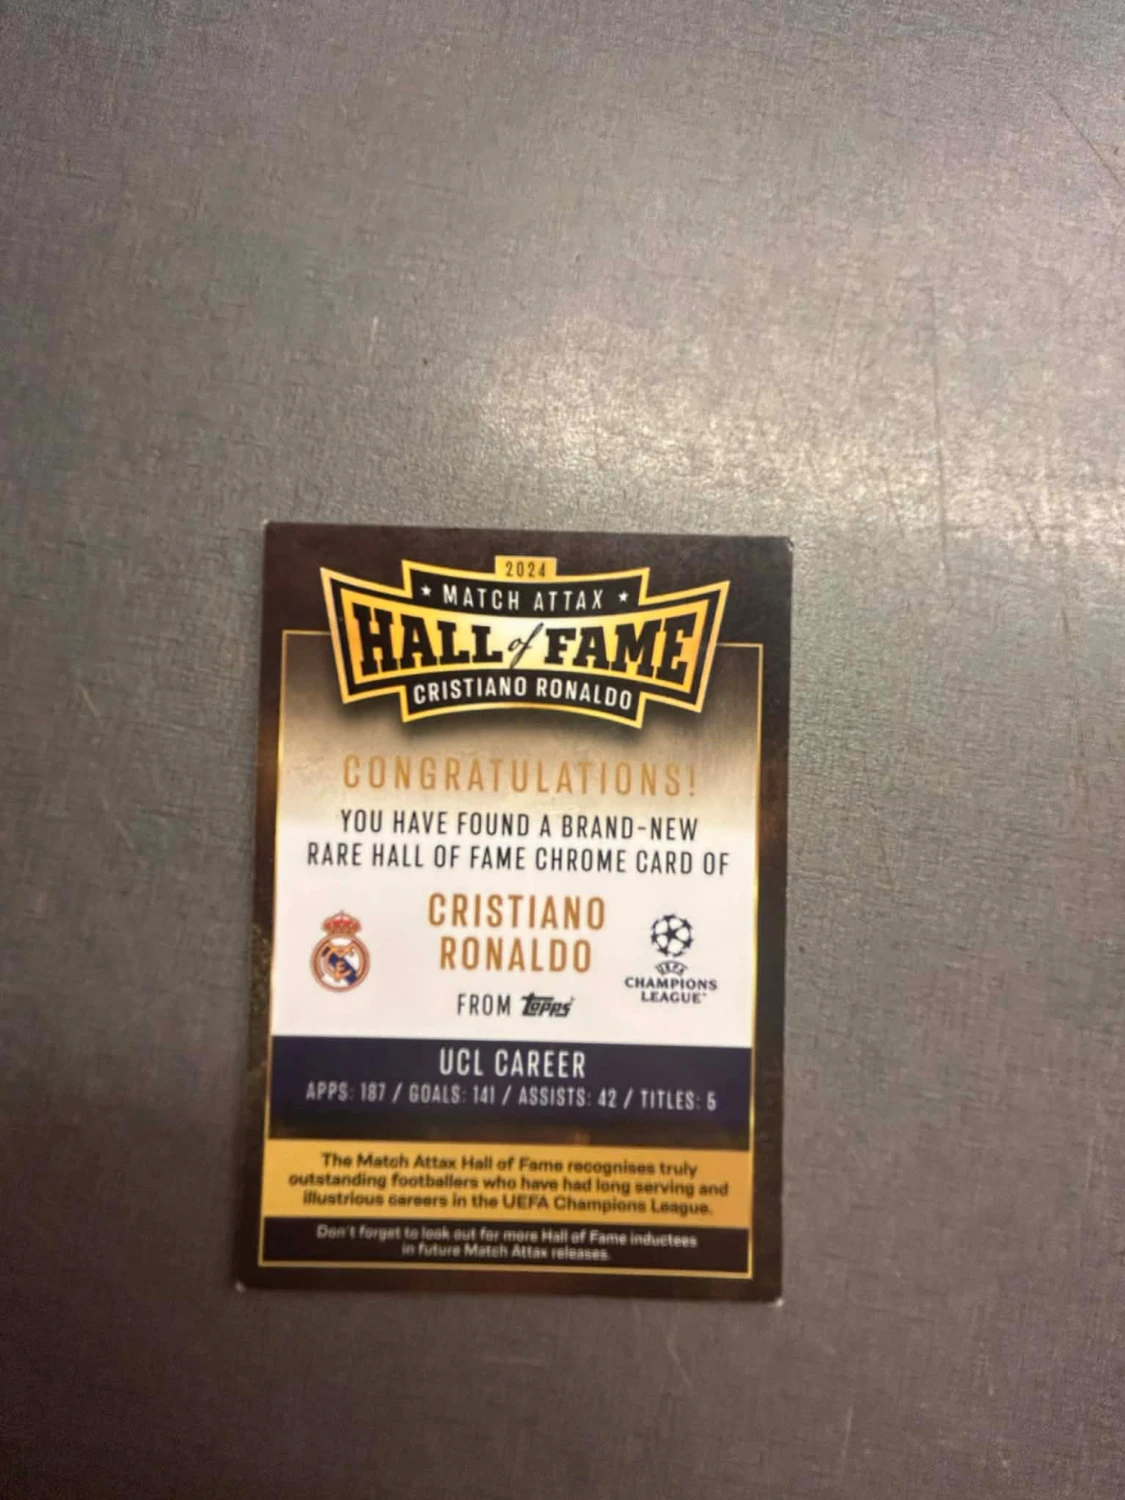 2024
MATCH ATTAX
HALL of FAME
CRISTIANO RONALDO
CONGRATULATIONS!
YOU HAVE FOUND A BRAND-NEW
RARE HALL OF FAME CHROME CARD OF
CRISTIANO
RONALDO
FROM Topps
UEFA
CHAMPIONS
LEAGUE
UCL CAREER
APPS: 187 / GOALS: 141 / ASSISTS: 42 / TITLES: 5
The Match Attax Hall of Fame recognises truly
outstanding footballers who have had long serving and
illustrious careers in the UEFA Champions League.
Don't forget to look out for more Hall of Fame inductees
in future Match Attax releases.